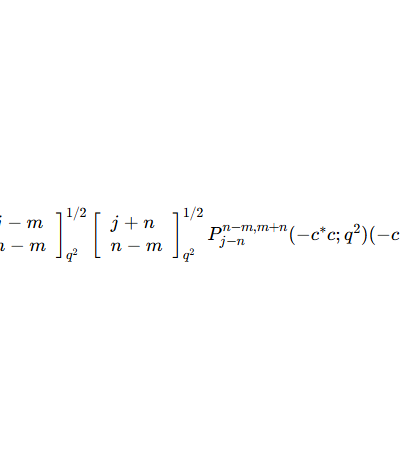 j − m ]^{1/2}_{q^2} [ j + n ; n − m ]^{1/2}_{q^2} P^{n−m,m+n}_{j−n}(−c^*c; q^2)(−c
n − m